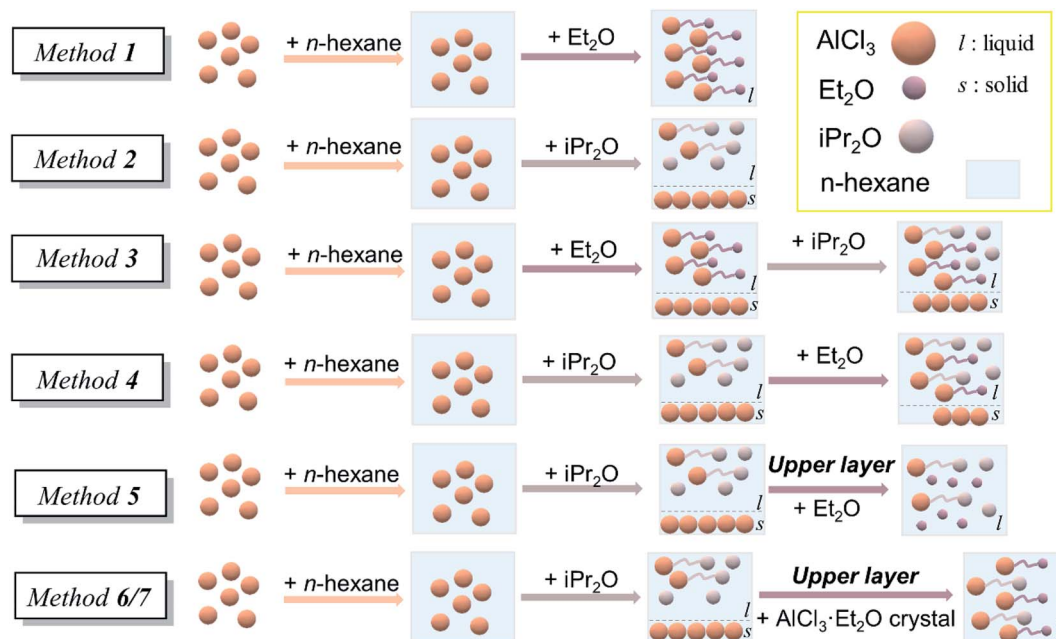 Method 1
+ n-hexane
+ Et₂O
l
Method 2
+ n-hexane
+ iPr₂O
l
s
Method 3
+ n-hexane
+ Et₂O
l
s
+ iPr₂O
l
s
Method 4
+ n-hexane
+ iPr₂O
l
s
+ Et₂O
l
s
Method 5
+ n-hexane
+ iPr₂O
l
s
Upper layer
+ Et₂O
l
Method 6/7
+ n-hexane
+ iPr₂O
l
s
Upper layer
+ AlCl₃·Et₂O crystal
AlCl₃
l : liquid
Et₂O
s : solid
iPr₂O
n-hexane